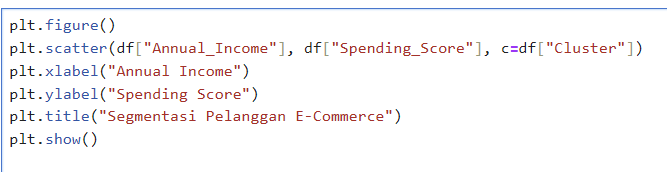 plt.figure()
plt.scatter(df["Annual_Income"], df["Spending_Score"], c=df["Cluster"])
plt.xlabel("Annual Income")
plt.ylabel("Spending Score")
plt.title("Segmentasi Pelanggan E-Commerce")
plt.show()